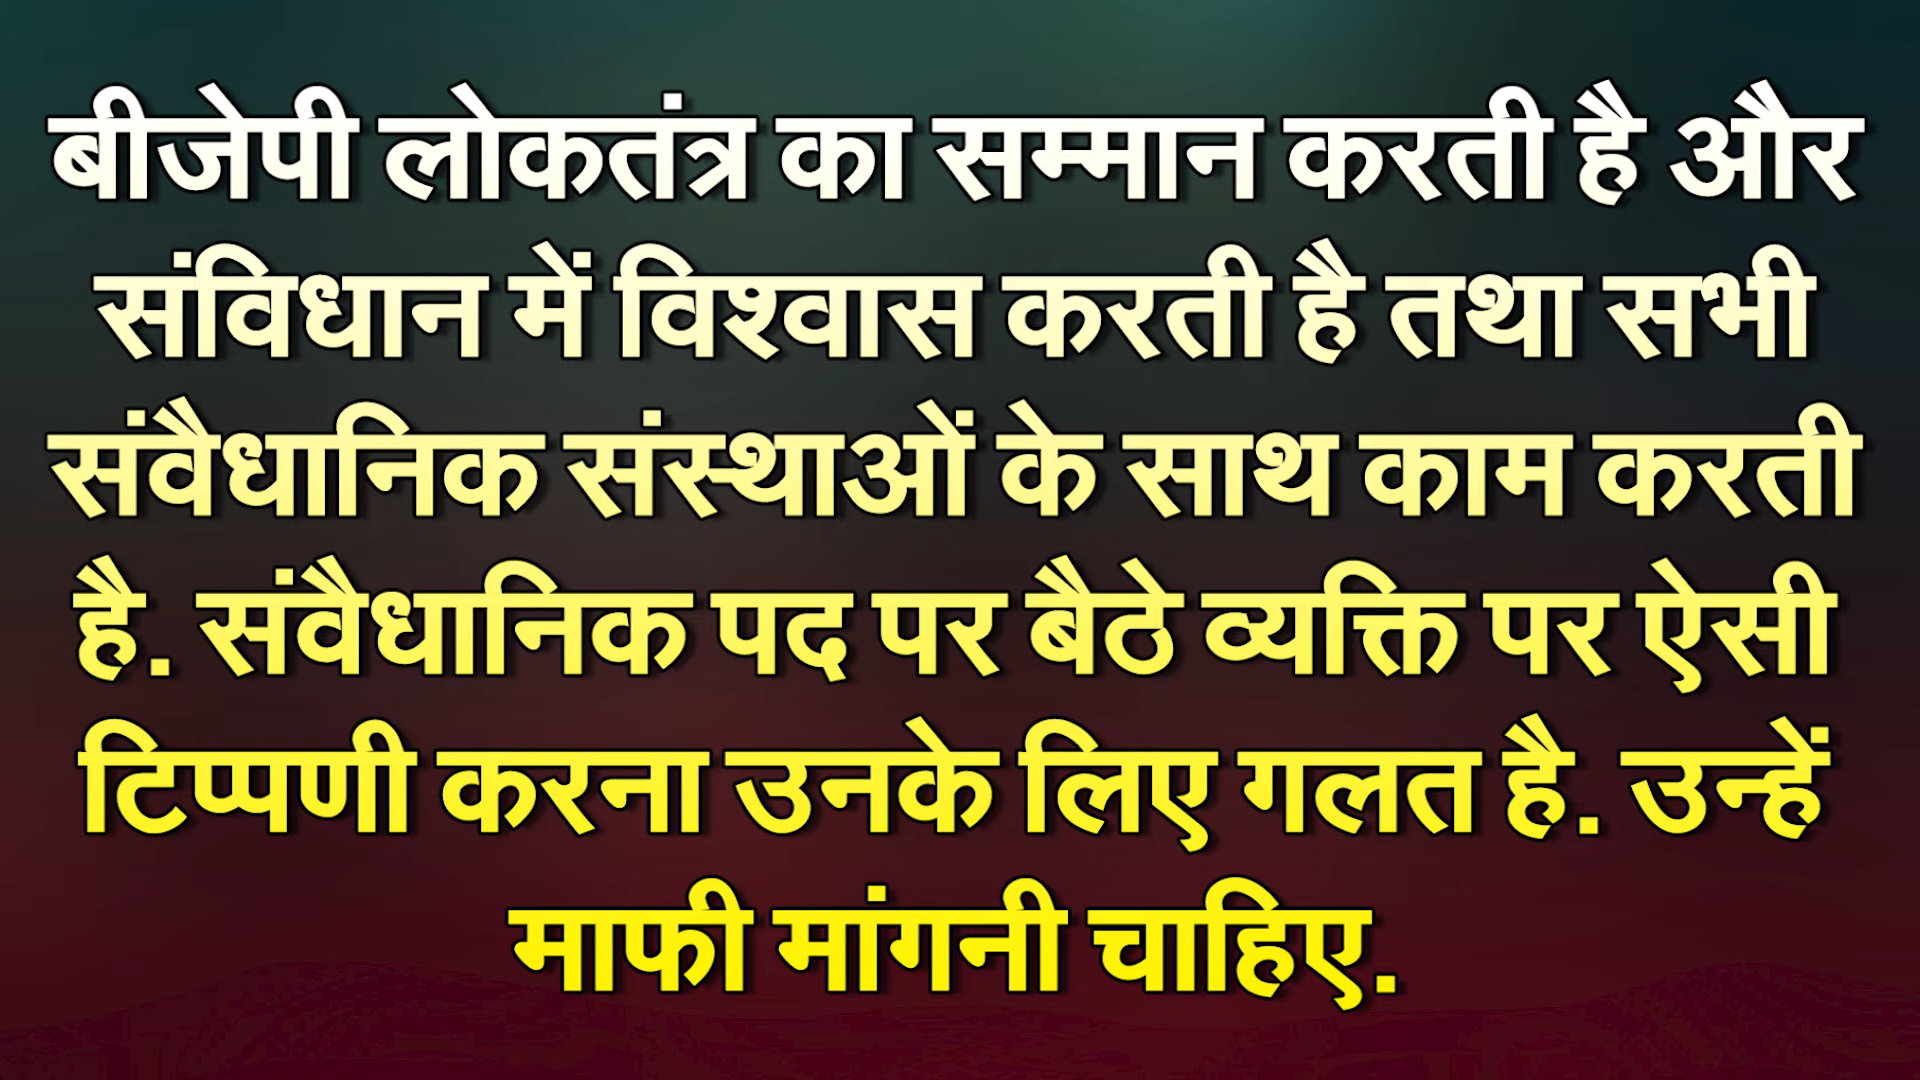 बीजेपी लोकतंत्र का सम्मान करती है और
संविधान में विश्वास करती है तथा सभी
संवैधानिक संस्थाओं के साथ काम करती
है. संवैधानिक पद पर बैठे व्यक्ति पर ऐसी
टिप्पणी करना उनके लिए गलत है. उन्हें
माफी मांगनी चाहिए.